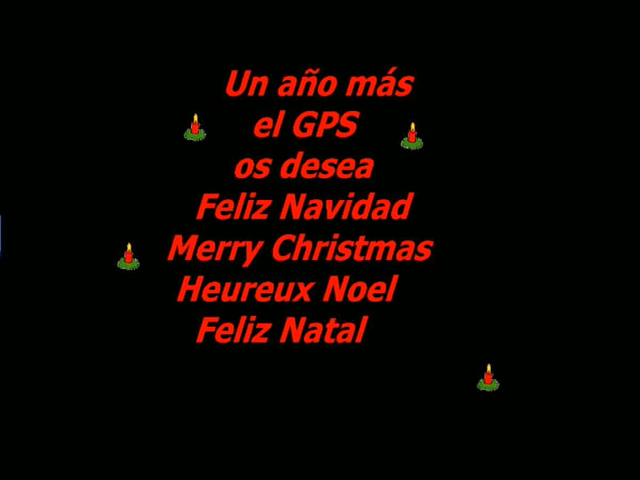 Un año más
el GPS
os desea
Feliz Navidad
Merry Christmas
Heureux Noel
Feliz Natal